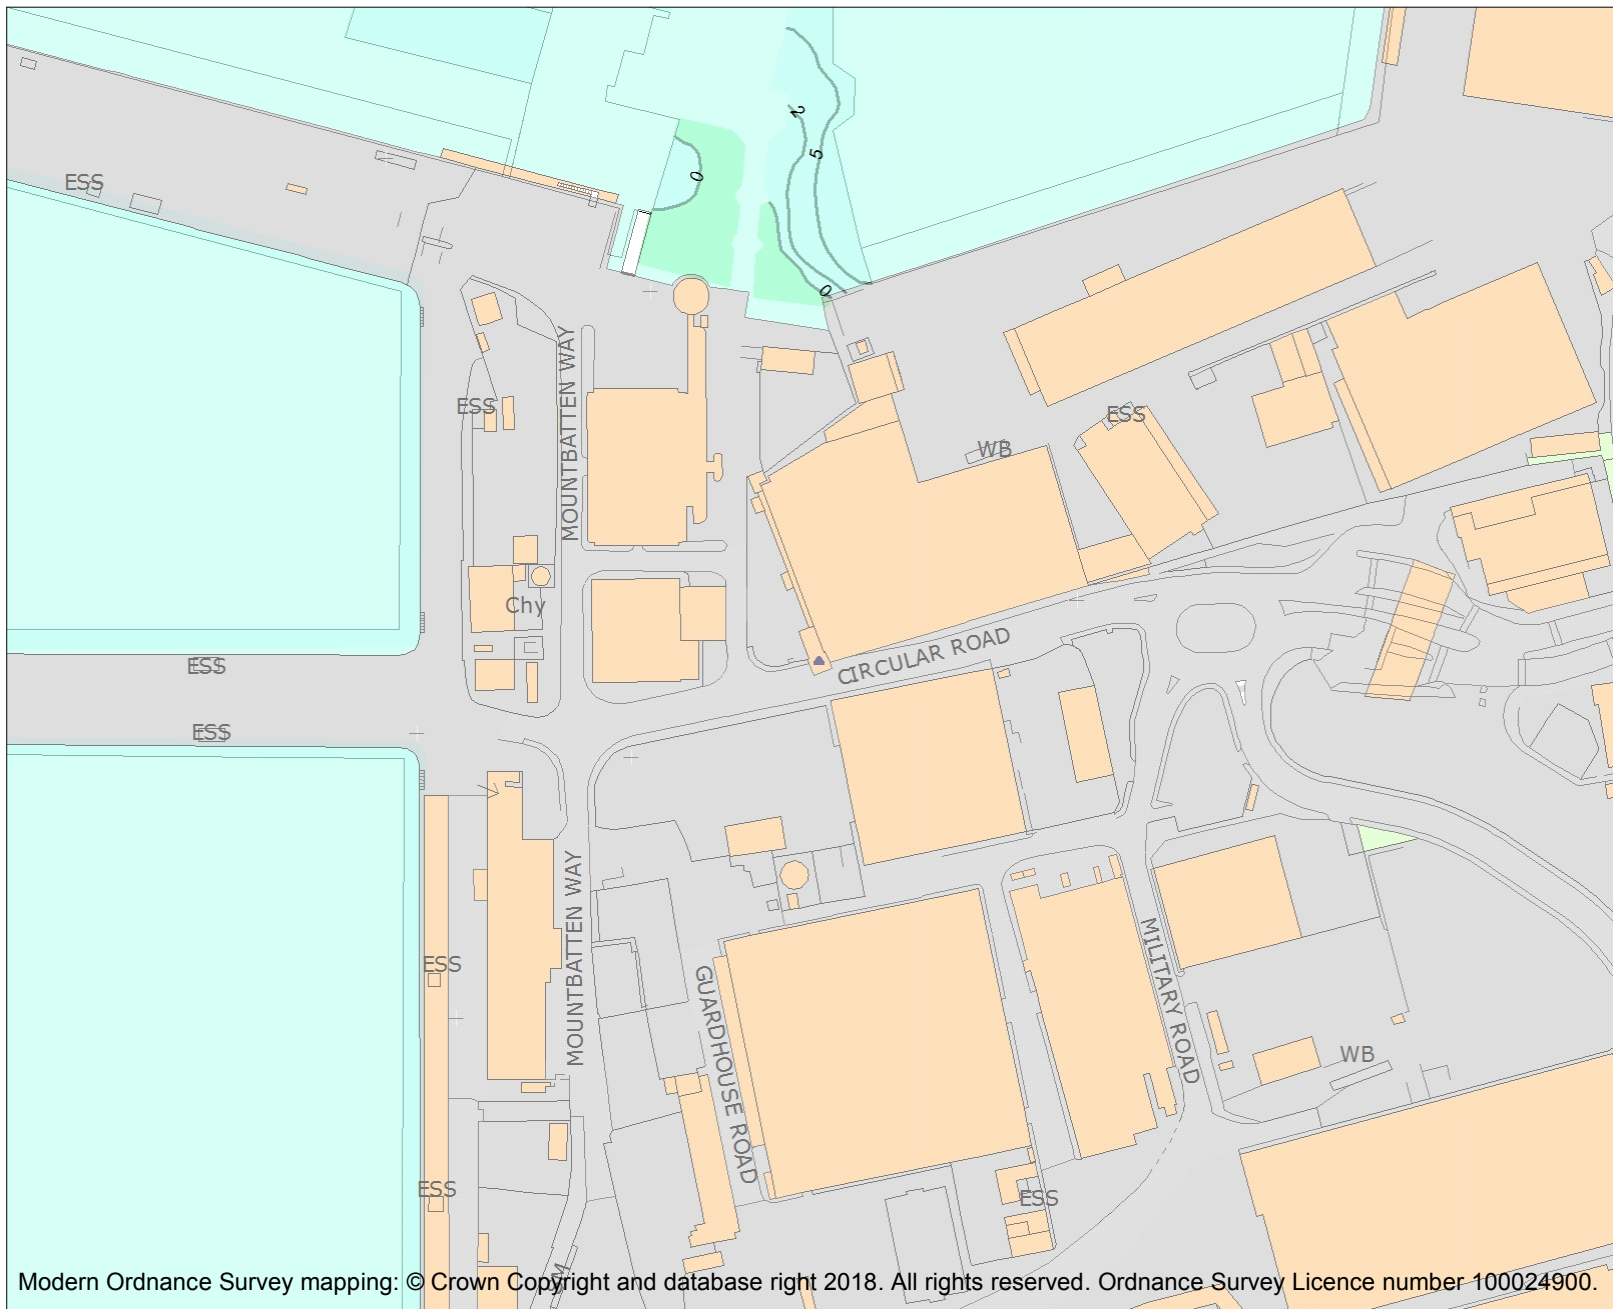 2
5
0
ESS
0
MOUNTBATTEN WAY
ESS
ESS
WB
Chy
CIRCULAR ROAD
ESS
ESS
MOUNTBATTEN WAY
MILITARY ROAD
ESS
GUARDHOUSE ROAD
WB
ESS
ESS
Modern Ordnance Survey mapping: © Crown Copyright and database right 2018. All rights reserved. Ordnance Survey Licence number 100024900.